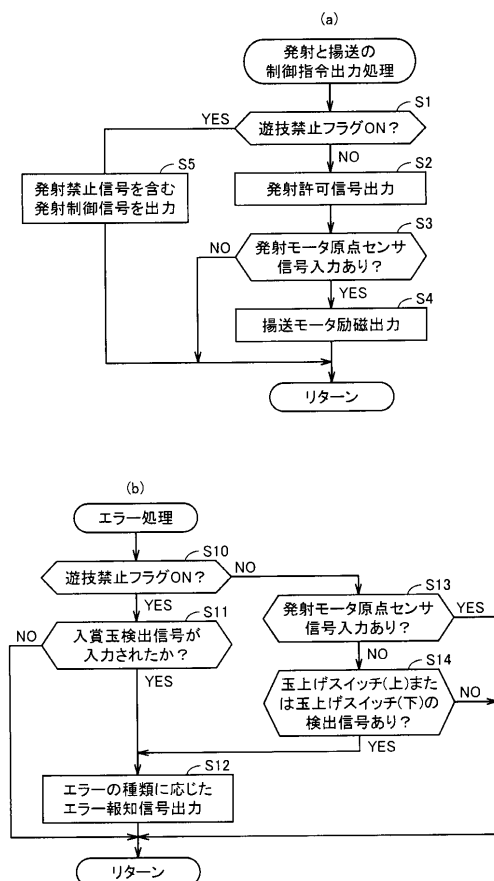 (a)
発射と揚送の
制御指令出力処理
S1
YES
遊技禁止フラグON?
NO
S5
発射禁止信号を含む
発射制御信号を出力
S2
発射許可信号出力
S3
NO
発射モータ原点センサ
信号入力あり?
YES
S4
揚送モータ励磁出力
リターン
(b)
エラー処理
S10
遊技禁止フラグON?
NO
YES
S11
NO
入賞玉検出信号が
入力されたか?
YES
S13
発射モータ原点センサ
信号入力あり?
YES
NO
S14
玉上げスイッチ(上)また
は玉上げスイッチ(下)の
検出信号あり?
NO
YES
S12
エラーの種類に応じた
エラー報知信号出力
リターン